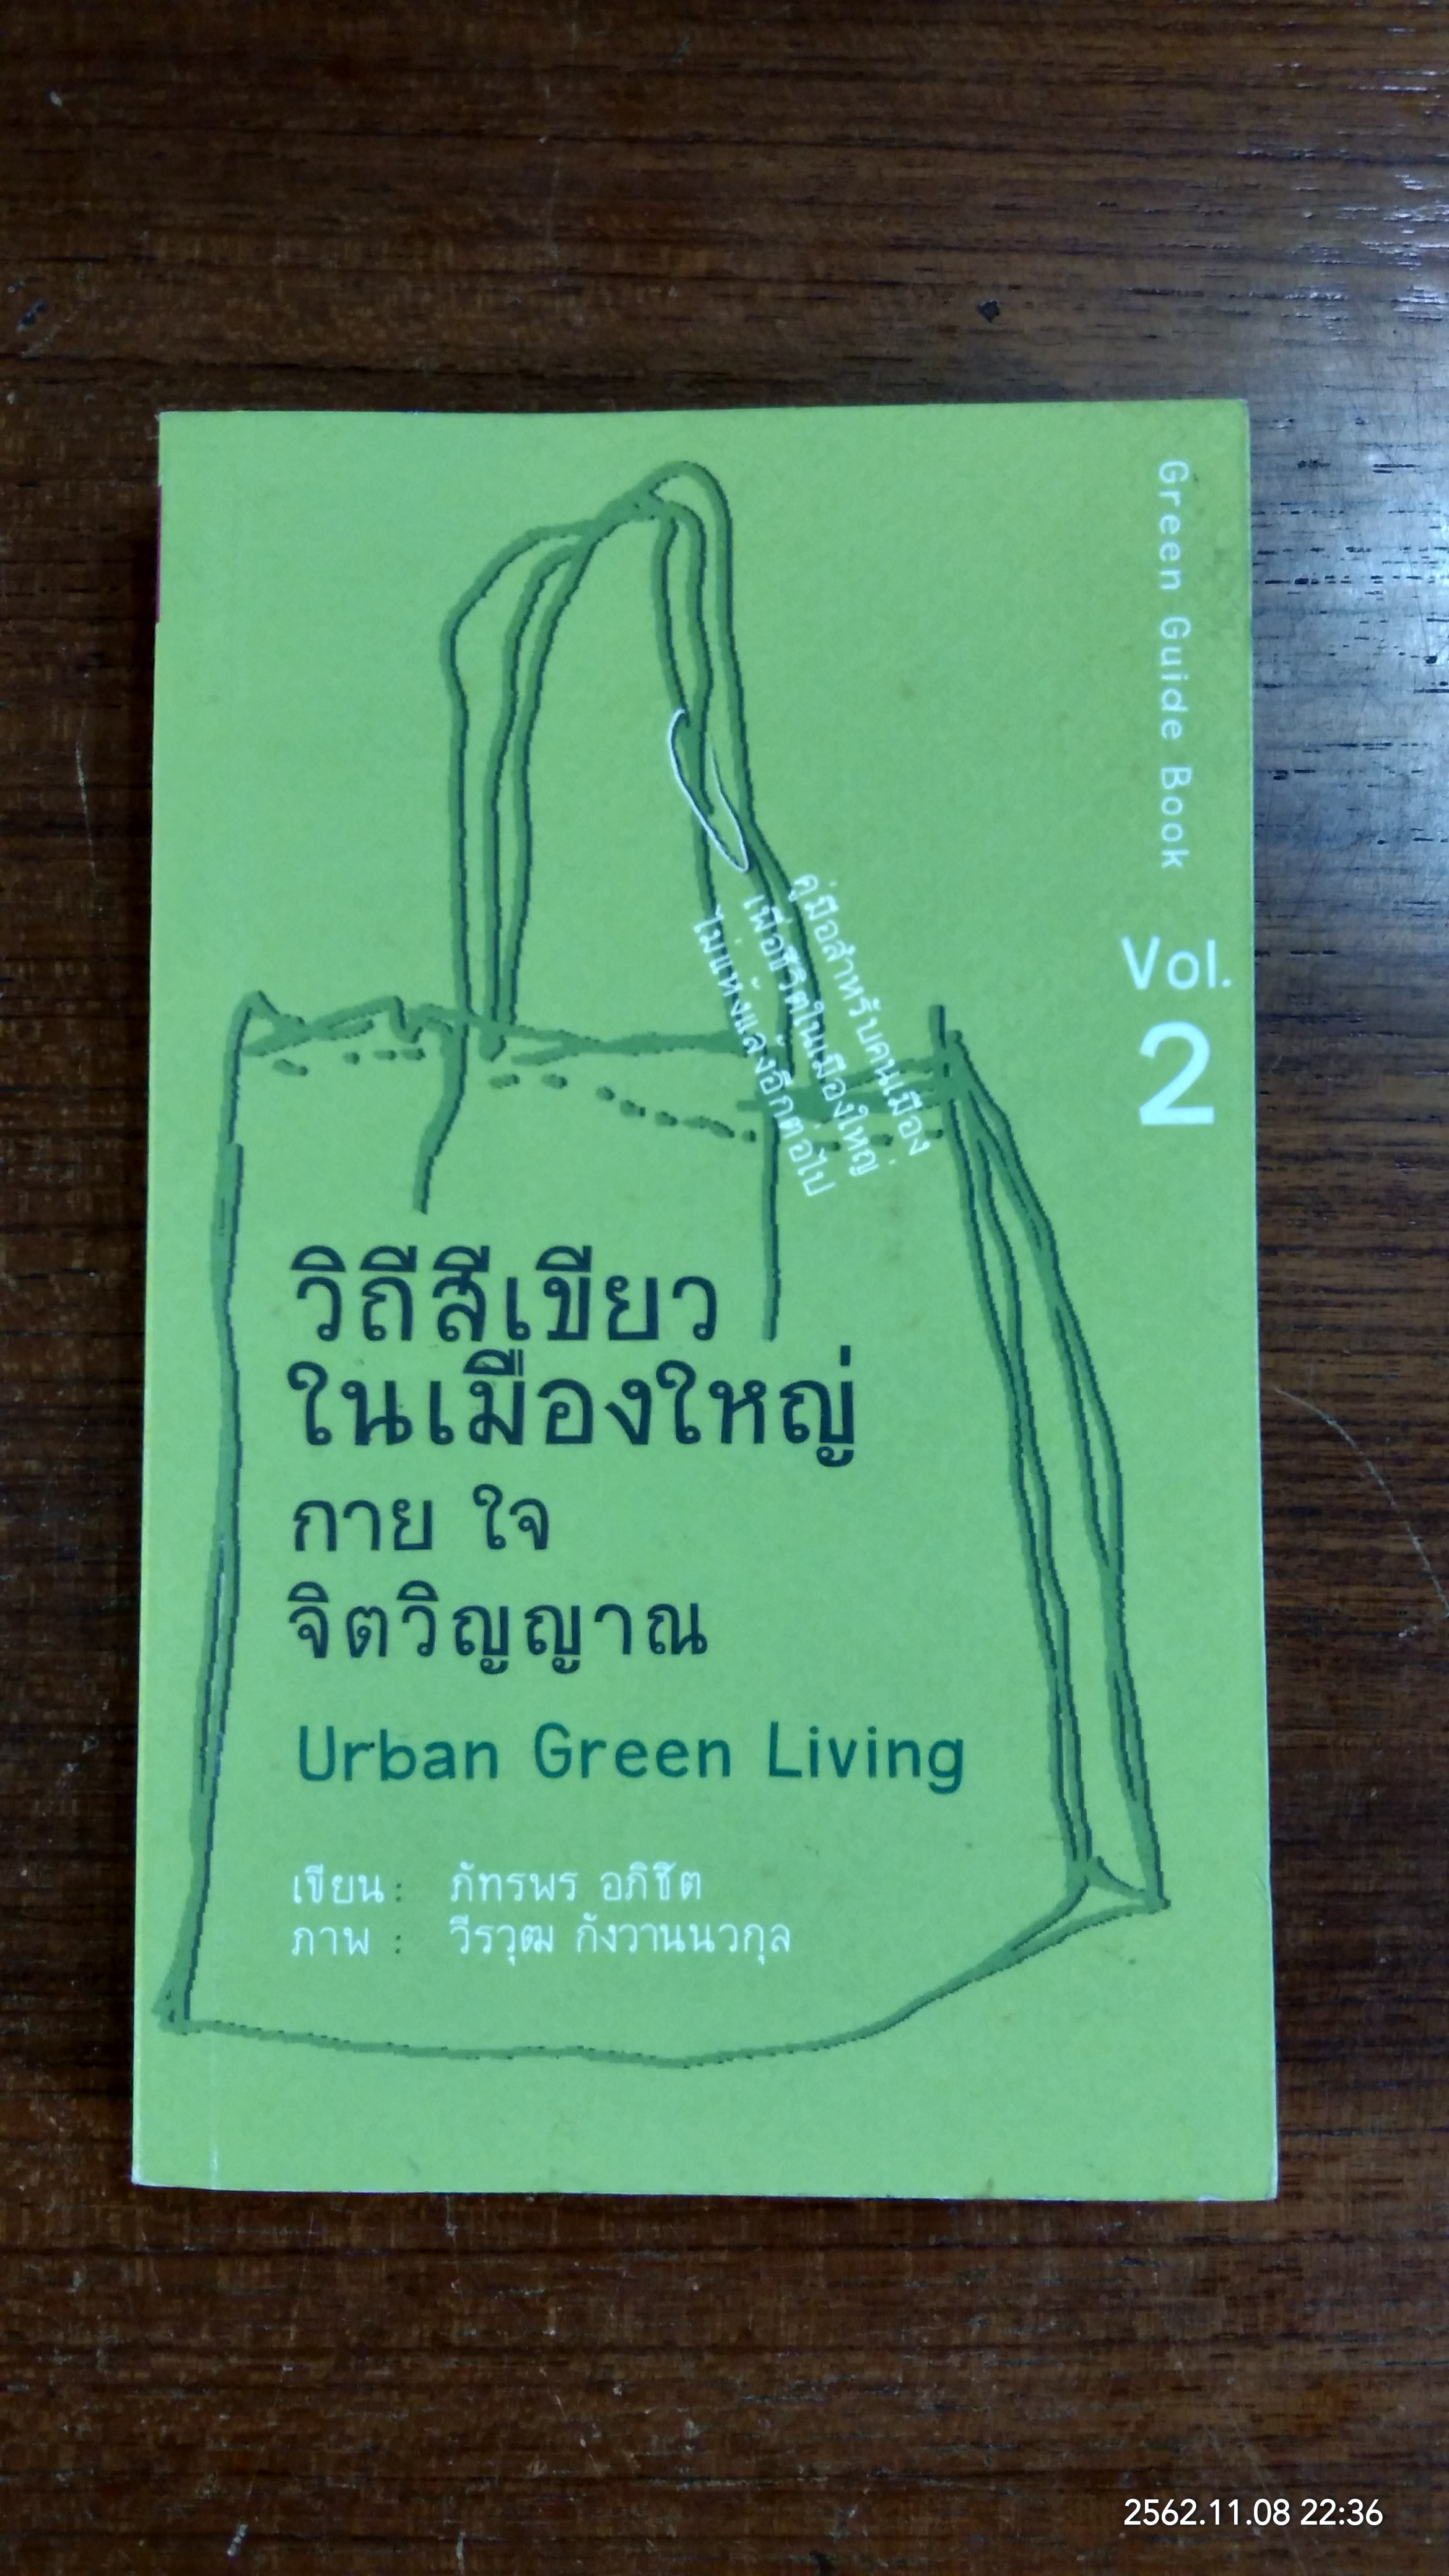 Green Guide Book
Vol.
2
คู่มือสำหรับคนเมือง
เพื่อชีวิตในเมืองใหญ่
ไม่แห้งแล้งอีกต่อไป
วิถีสีเขียว
ในเมืองใหญ่
กาย ใจ
จิตวิญญาณ
Urban Green Living
เขียน : ภัทรพร อภิชิต
ภาพ : วีรวุฒ กังวานนวกุล
2562.11.08 22:36